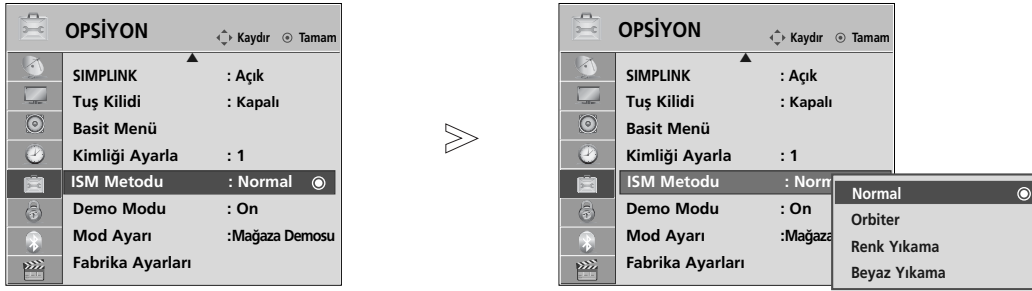 OPSİYON
Kaydır Tamam
SIMPLINK : Açık
Tuş Kilidi : Kapalı
Basit Menü
Kimliği Ayarla : 1
ISM Metodu : Normal
Demo Modu : On
Mod Ayarı :Mağaza Demosu
Fabrika Ayarları
OPSİYON
Kaydır Tamam
SIMPLINK : Açık
Tuş Kilidi : Kapalı
Basit Menü
Kimliği Ayarla : 1
ISM Metodu : Norm
Demo Modu : On
Mod Ayarı :Mağaza
Fabrika Ayarları
Normal
Orbiter
Renk Yıkama
Beyaz Yıkama